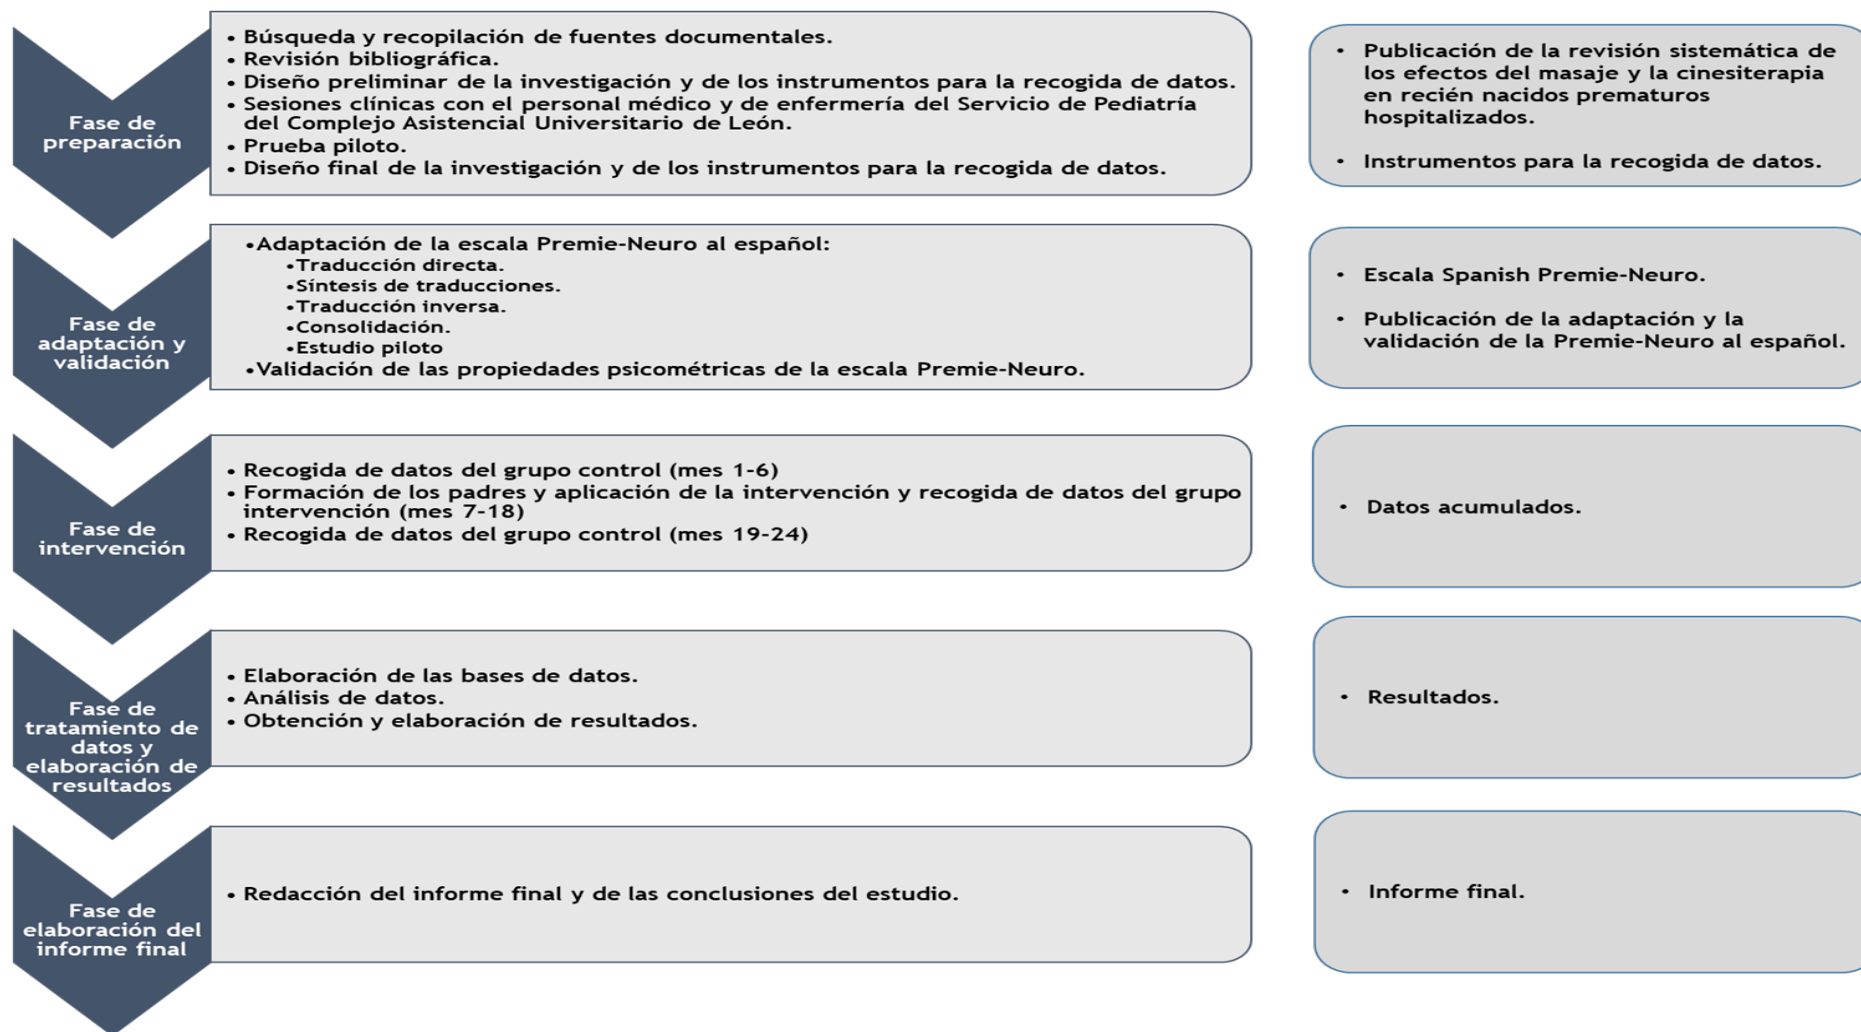 Fase de
preparación
• Búsqueda y recopilación de fuentes documentales.
• Revisión bibliográfica.
• Diseño preliminar de la investigación y de los instrumentos para la recogida de datos.
• Sesiones clínicas con el personal médico y de enfermería del Servicio de Pediatría
del Complejo Asistencial Universitario de León.
• Prueba piloto.
• Diseño final de la investigación y de los instrumentos para la recogida de datos.
• Publicación de la revisión sistemática de
los efectos del masaje y la cinesiterapia
en recién nacidos prematuros
hospitalizados.
• Instrumentos para la recogida de datos.
Fase de
adaptación y
validación
•Adaptación de la escala Premie-Neuro al español:
•Traducción directa.
•Síntesis de traducciones.
•Traducción inversa.
•Consolidación.
•Estudio piloto
•Validación de las propiedades psicométricas de la escala Premie-Neuro.
• Escala Spanish Premie-Neuro.
• Publicación de la adaptación y la
validación de la Premie-Neuro al español.
Fase de
intervención
• Recogida de datos del grupo control (mes 1-6)
• Formación de los padres y aplicación de la intervención y recogida de datos del grupo
intervención (mes 7-18)
• Recogida de datos del grupo control (mes 19-24)
• Datos acumulados.
Fase de
tratamiento de
datos y
elaboración de
resultados
• Elaboración de las bases de datos.
• Análisis de datos.
• Obtención y elaboración de resultados.
• Resultados.
Fase de
elaboración del
informe final
• Redacción del informe final y de las conclusiones del estudio.
• Informe final.